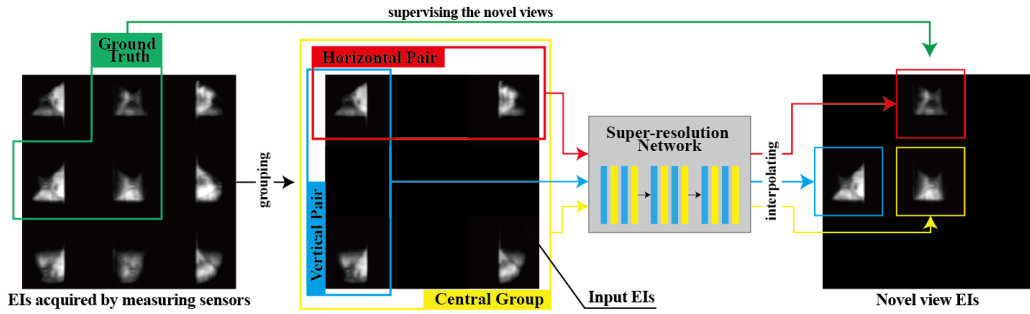 supervising the novel views
Ground
Truth
Horizontal Pair
Super-resolution
Network
grouping
Vertical Pair
interpolating
EIs acquired by measuring sensors
Central Group
Input EIs
Novel view EIs